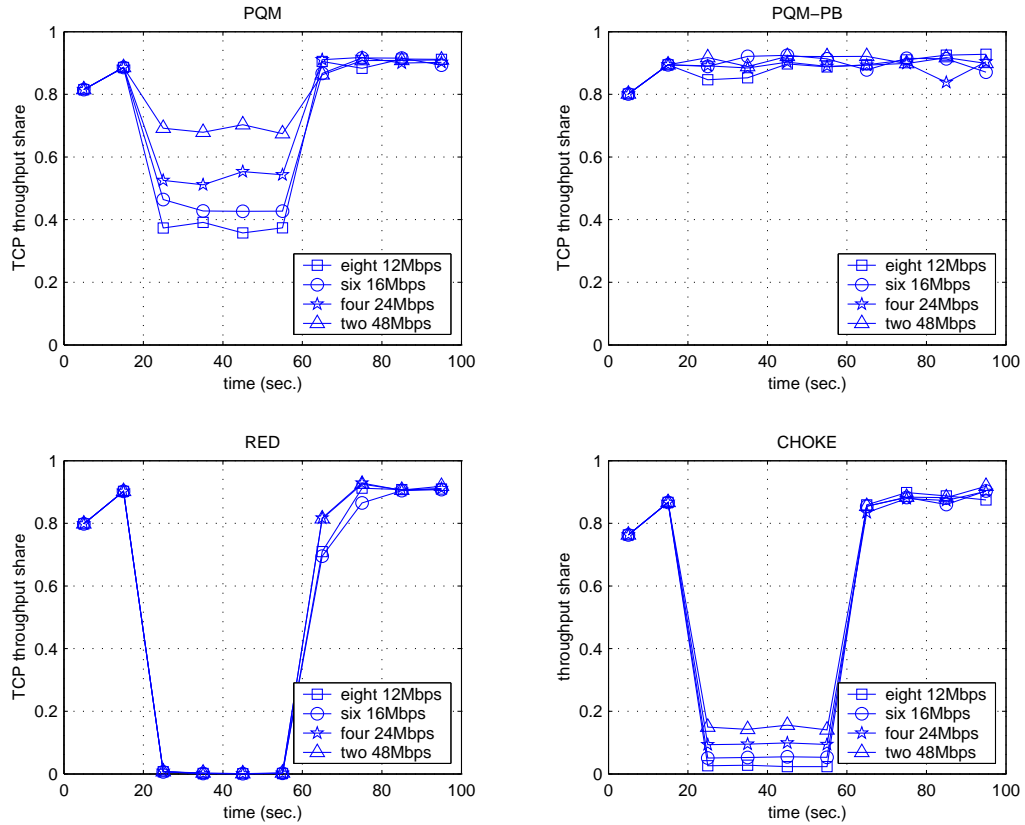 PQM
1
0.8
0.6
0.4
0.2
0
TCP throughput share
eight 12Mbps
six 16Mbps
four 24Mbps
two 48Mbps
0 20 40 60 80 100
time (sec.)
PQM−PB
1
0.8
0.6
0.4
0.2
0
TCP throughput share
eight 12Mbps
six 16Mbps
four 24Mbps
two 48Mbps
0 20 40 60 80 100
time (sec.)
RED
1
0.8
0.6
0.4
0.2
0
TCP throughput share
eight 12Mbps
six 16Mbps
four 24Mbps
two 48Mbps
0 20 40 60 80 100
time (sec.)
CHOKE
1
0.8
0.6
0.4
0.2
0
throughput share
eight 12Mbps
six 16Mbps
four 24Mbps
two 48Mbps
0 20 40 60 80 100
time (sec.)